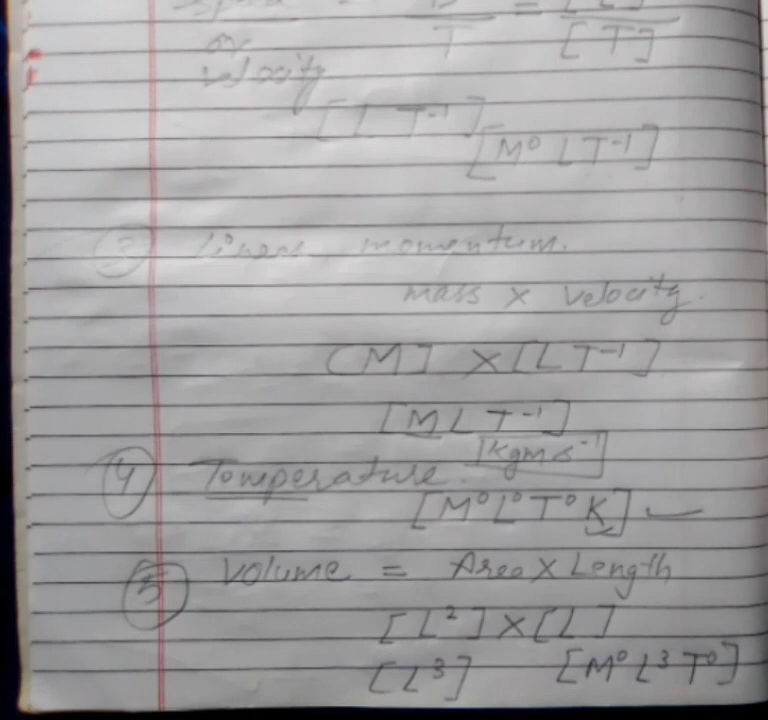 D = [L]
or T [T]
velocity
[L T⁻¹]
[M⁰ L T⁻¹]
③ Linear momentum.
mass x velocity.
[M] x [L T⁻¹]
[M L T⁻¹]
[Kgms⁻¹]
④ Temperature.
[M⁰ L⁰ T⁰ K]
⑤ Volume = Area x Length
[L²] x [L]
[L³] [M⁰ L³ T⁰]